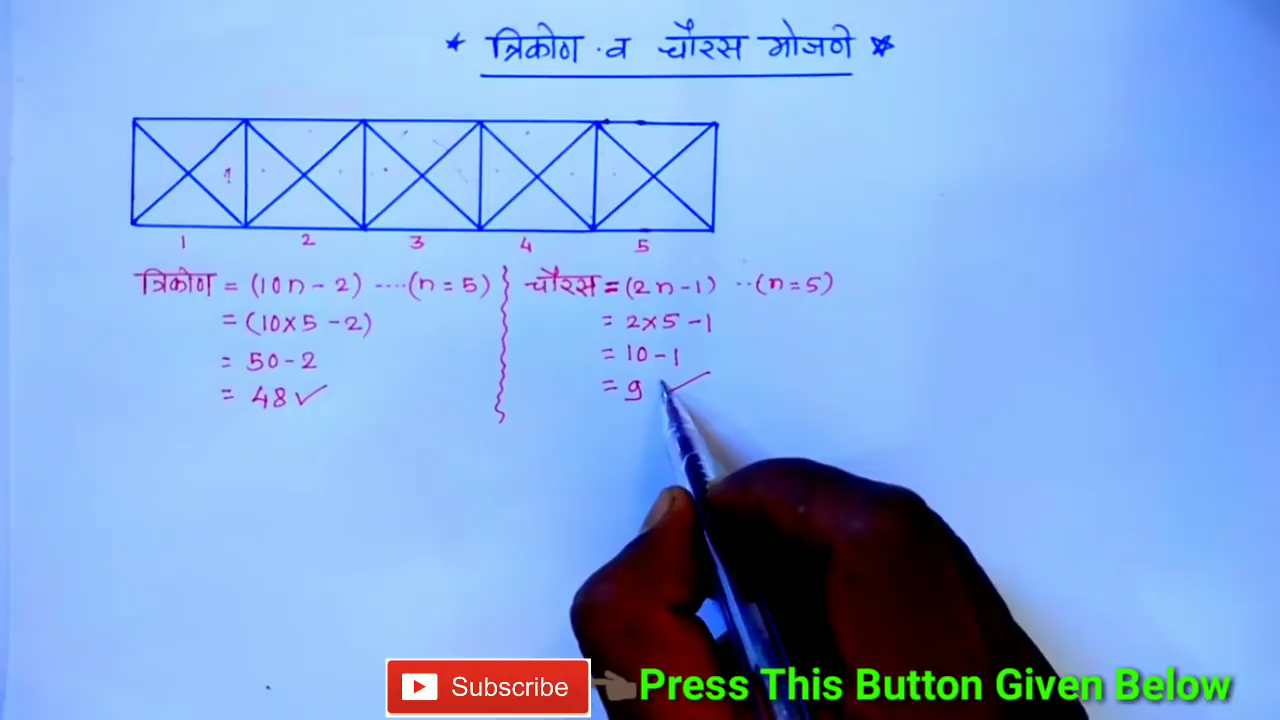 * त्रिकोण व चौरस मोजणे *
1 2 3 4 5
त्रिकोण = (10n - 2) ....(n = 5)
= (10×5 - 2)
= 50 - 2
= 48 ✓
चौरस = (2n - 1) ..(n = 5)
= 2×5 - 1
= 10 - 1
= 9 ✓
Subscribe
Press This Button Given Below